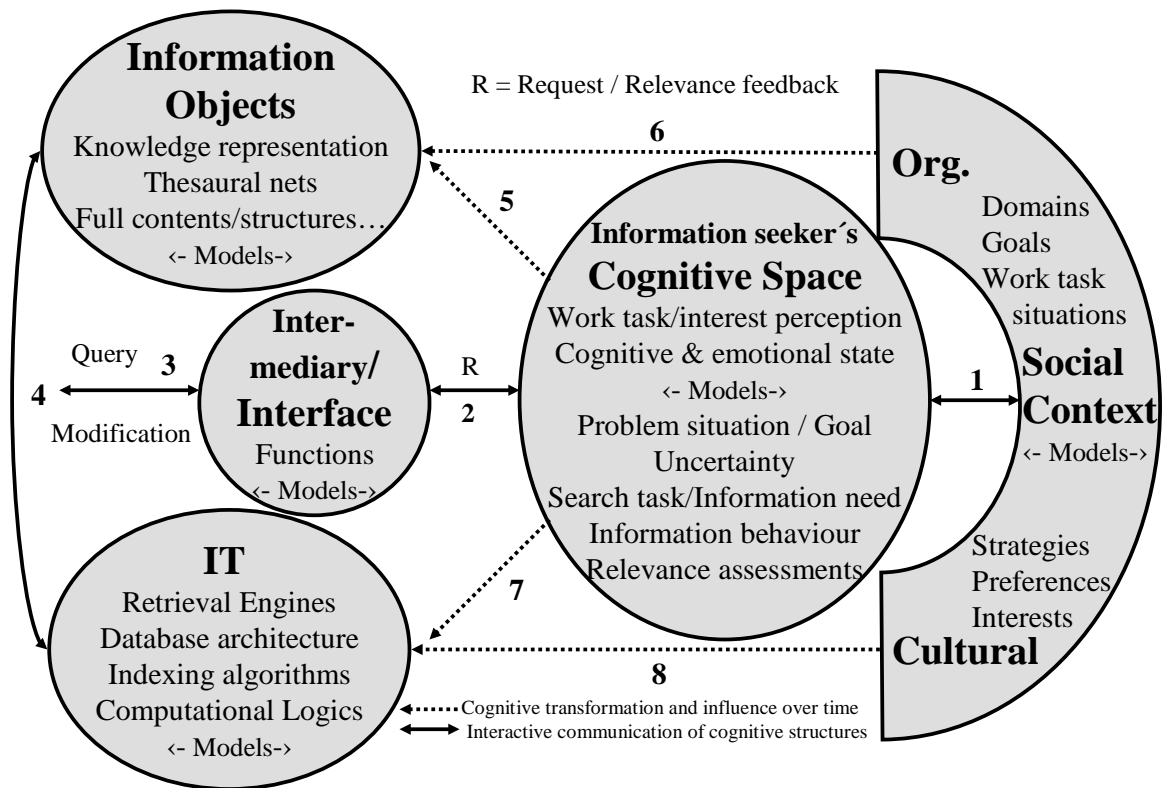 Information
Objects
Knowledge representation
Thesaural nets
Full contents/structures…
‹- Models-›
R = Request / Relevance feedback
6
5
Org.
Domains
Goals
Work task
situations
Social
Context
‹- Models-›
Strategies
Preferences
Interests
Cultural
Information seeker´s
Cognitive Space
Work task/interest perception
Cognitive & emotional state
‹- Models-›
Problem situation / Goal
Uncertainty
Search task/Information need
Information behaviour
Relevance assessments
1
Inter-
mediary/
Interface
Functions
‹- Models-›
R
2
Query
3
4
Modification
IT
Retrieval Engines
Database architecture
Indexing algorithms
Computational Logics
‹- Models-›
7
8
Cognitive transformation and influence over time
Interactive communication of cognitive structures